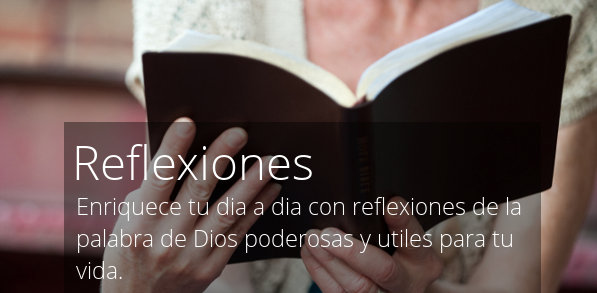 Reflexiones
Enriquece tu dia a dia con reflexiones de la
palabra de Dios poderosas y utiles para tu
vida.